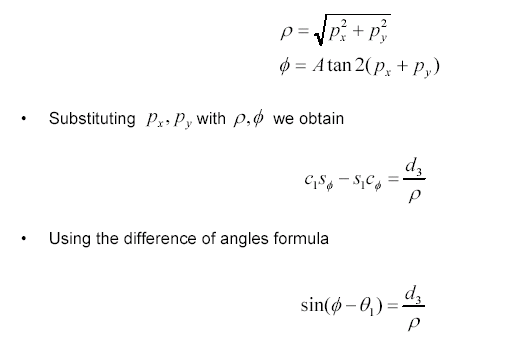 ρ = √(p_x² + p_y²)
ϕ = A tan 2(p_x + p_y)
• Substituting p_x, p_y with ρ, ϕ we obtain
c₁s_ϕ − s₁c_ϕ = d₃/ρ
• Using the difference of angles formula
sin(ϕ − θ₁) = d₃/ρ